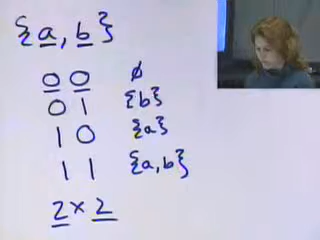 {a, b}
0 0 ∅
0 1 {b}
1 0 {a}
1 1 {a,b}
2 × 2